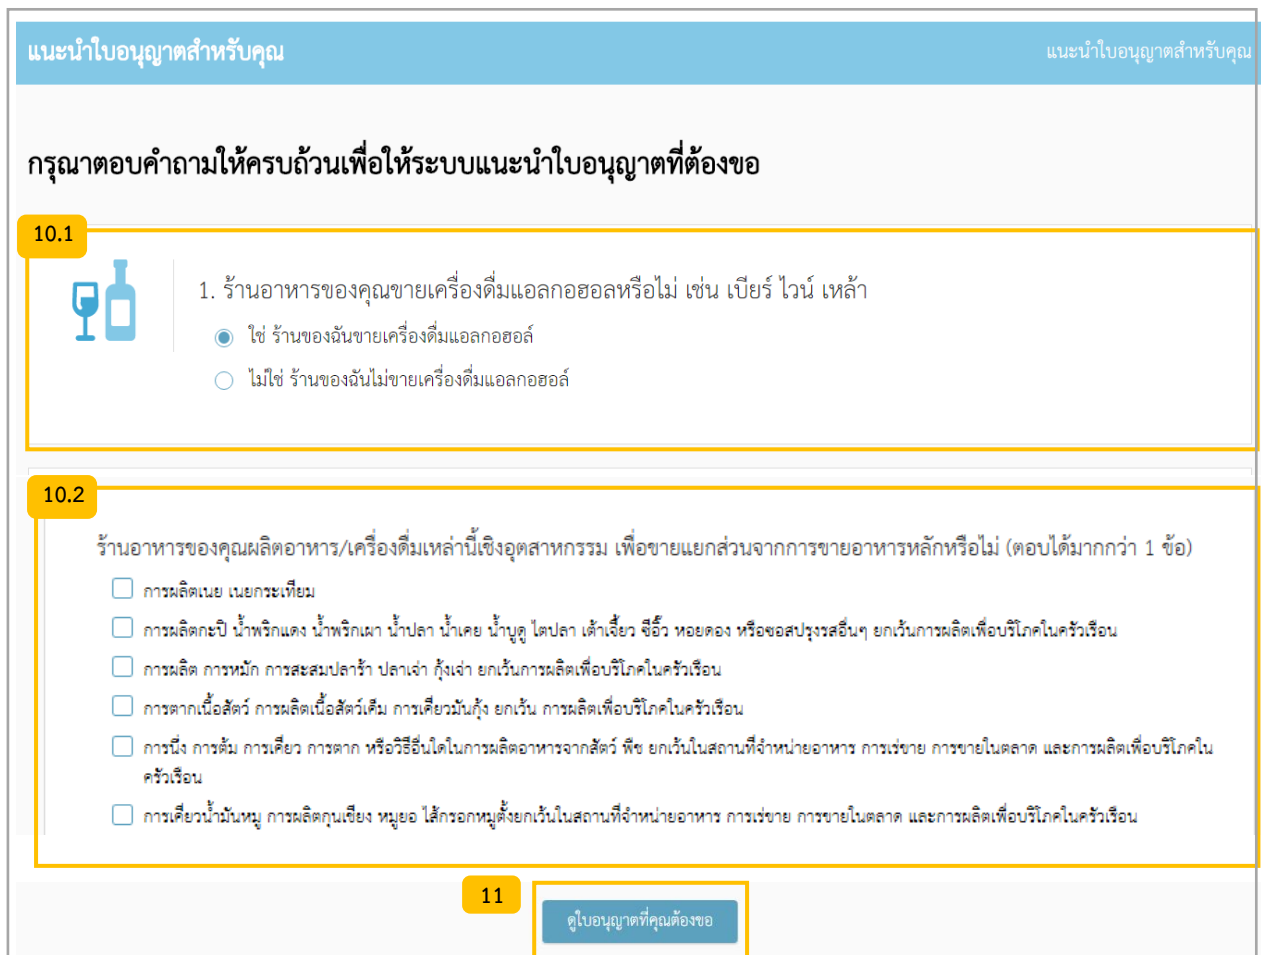 แนะนำใบอนุญาตสำหรับคุณ
แนะนำใบอนุญาตสำหรับคุณ
กรุณาตอบคำถามให้ครบถ้วนเพื่อให้ระบบแนะนำใบอนุญาตที่ต้องขอ
10.1
1. ร้านอาหารของคุณขายเครื่องดื่มแอลกอฮอลหรือไม่ เช่น เบียร์ ไวน์ เหล้า
ใช่ ร้านของฉันขายเครื่องดื่มแอลกอฮอล์
ไม่ใช่ ร้านของฉันไม่ขายเครื่องดื่มแอลกอฮอล์
10.2
ร้านอาหารของคุณผลิตอาหาร/เครื่องดื่มเหล่านี้เชิงอุตสาหกรรม เพื่อขายแยกส่วนจากการขายอาหารหลักหรือไม่ (ตอบได้มากกว่า 1 ข้อ)
การผลิตเนย เนยกระเทียม
การผลิตกะปิ น้ำพริกแดง น้ำพริกเผา น้ำปลา น้ำเคย น้ำบูดู ไตปลา เต้าเจี้ยว ซีอิ๊ว หอยดอง หรือซอสปรุงรสอื่นๆ ยกเว้นการผลิตเพื่อบริโภคในครัวเรือน
การผลิต การหมัก การสะสมปลาร้า ปลาเจ่า กุ้งเจ่า ยกเว้นการผลิตเพื่อบริโภคในครัวเรือน
การตากเนื้อสัตว์ การผลิตเนื้อสัตว์เค็ม การเคี่ยวมันกุ้ง ยกเว้น การผลิตเพื่อบริโภคในครัวเรือน
การนึ่ง การต้ม การเคี่ยว การตาก หรือวิธีอื่นใดในการผลิตอาหารจากสัตว์ พืช ยกเว้นในสถานที่จำหน่ายอาหาร การเร่ขาย การขายในตลาด และการผลิตเพื่อบริโภคใน
ครัวเรือน
การเคี่ยวน้ำมันหมู การผลิตกุนเชียง หมูยอ ไส้กรอกหมูตั้งยกเว้นในสถานที่จำหน่ายอาหาร การเร่ขาย การขายในตลาด และการผลิตเพื่อบริโภคในครัวเรือน
11
ดูใบอนุญาตที่คุณต้องขอ